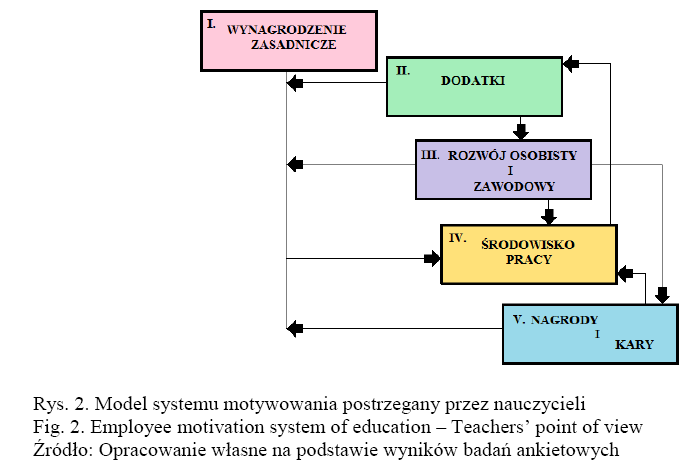 I. WYNAGRODZENIE
ZASADNICZE
II.
DODATKI
III. ROZWÓJ OSOBISTY
I
ZAWODOWY
IV. ŚRODOWISKO
PRACY
V. NAGRODY
I
KARY
Rys. 2. Model systemu motywowania postrzegany przez nauczycieli
Fig. 2. Employee motivation system of education – Teachers’ point of view
Źródło: Opracowanie własne na podstawie wyników badań ankietowych